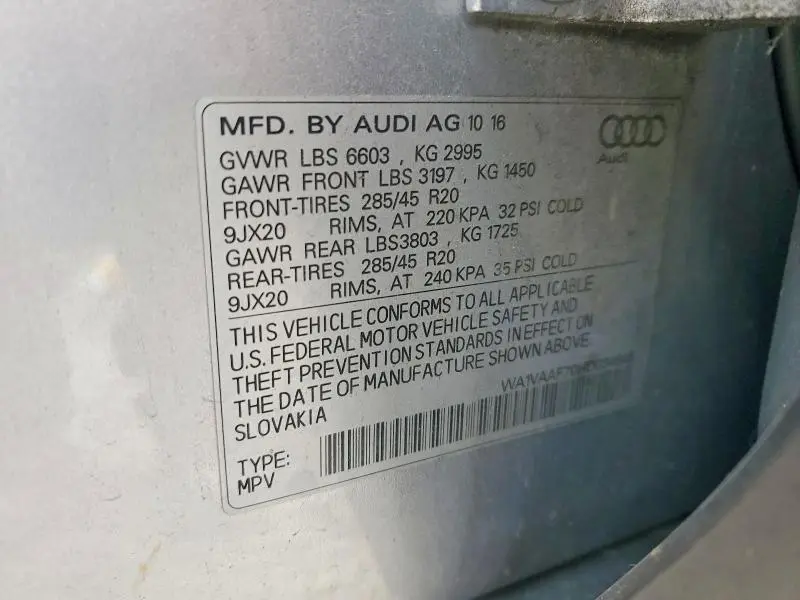 MFD. BY AUDI AG 10 16
Audi
GVWR LBS 6603 , KG 2995
GAWR FRONT LBS 3197 , KG 1450
FRONT-TIRES 285/45 R20
9JX20 RIMS, AT 220 KPA 32 PSI COLD
GAWR REAR LBS3803 , KG 1725
REAR-TIRES 285/45 R20
9JX20 RIMS, AT 240 KPA 35 PSI COLD
THIS VEHICLE CONFORMS TO ALL APPLICABLE
U.S. FEDERAL MOTOR VEHICLE SAFETY AND
THEFT PREVENTION STANDARDS IN EFFECT ON
THE DATE OF MANUFACTURE SHOWN ABOVE.
SLOVAKIA
TYPE:
MPV